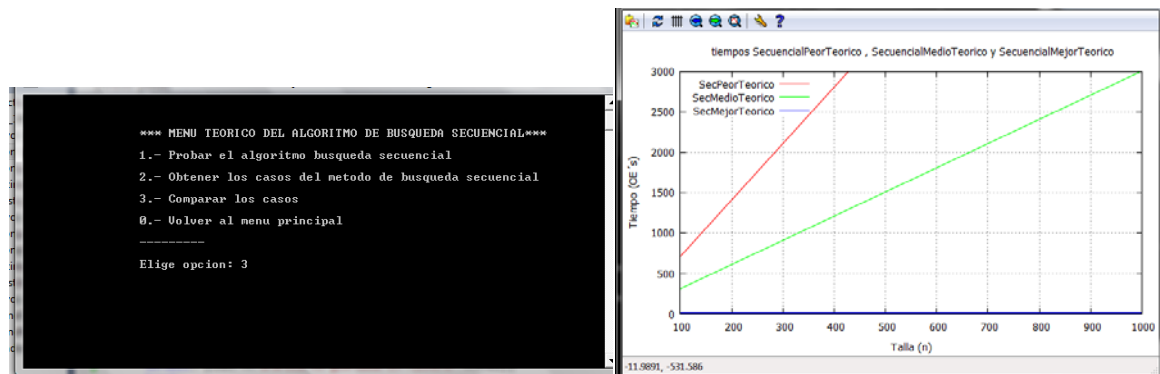 *** MENU TEORICO DEL ALGORITMO DE BUSQUEDA SECUENCIAL***
1.- Probar el algoritmo busqueda secuencial
2.- Obtener los casos del metodo de busqueda secuencial
3.- Comparar los casos
0.- Volver al menu principal
---------
Elige opcion: 3
tiempos SecuencialPeorTeorico , SecuencialMedioTeorico y SecuencialMejorTeorico
SecPeorTeorico
SecMedioTeorico
SecMejorTeorico
3000
2500
2000
1500
1000
500
0
Tiempo (OE´s)
100 200 300 400 500 600 700 800 900 1000
Talla (n)
-11.9891, -531.586